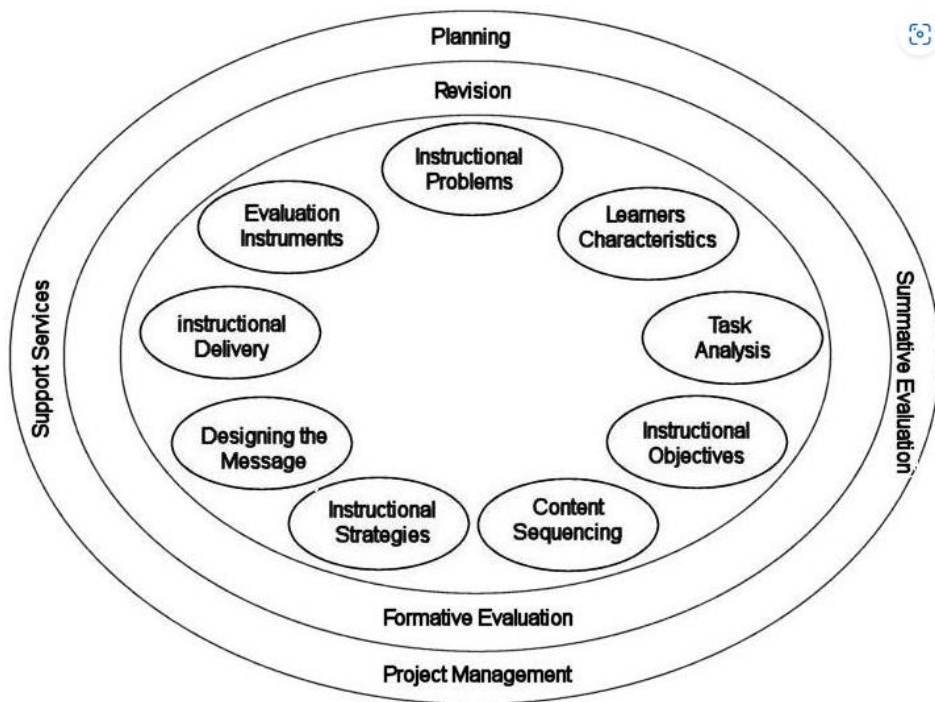 Planning
Revision
Instructional
Problems
Learners
Characteristics
Task
Analysis
Instructional
Objectives
Content
Sequencing
Instructional
Strategies
Designing the
Message
instructional
Delivery
Evaluation
Instruments
Support Services
Summative Evaluation
Formative Evaluation
Project Management